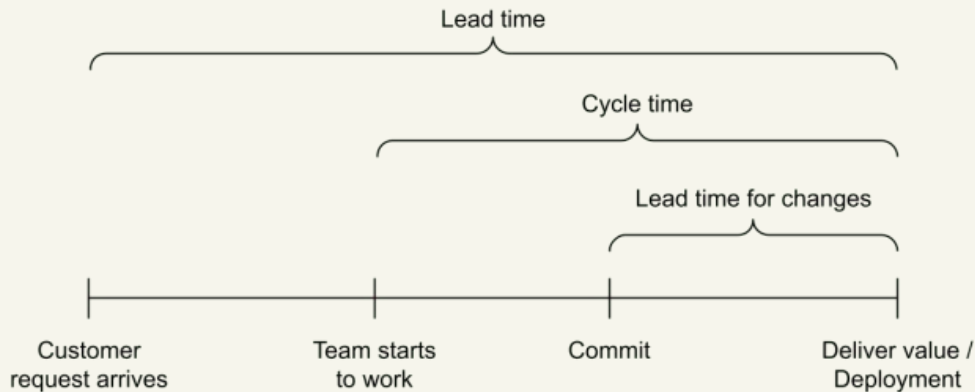 Lead time
Cycle time
Lead time for changes
Customer
request arrives
Team starts
to work
Commit
Deliver value /
Deployment